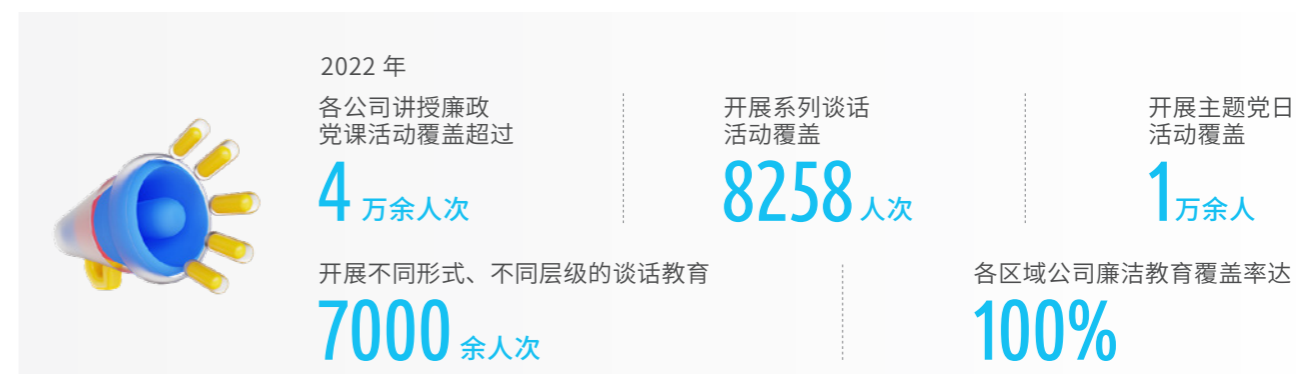 2022 年
各公司讲授廉政
党课活动覆盖超过
4 万余人次
开展系列谈话
活动覆盖
8258 人次
开展主题党日
活动覆盖
1万余人
开展不同形式、不同层级的谈话教育
7000 余人次
各区域公司廉洁教育覆盖率达
100%